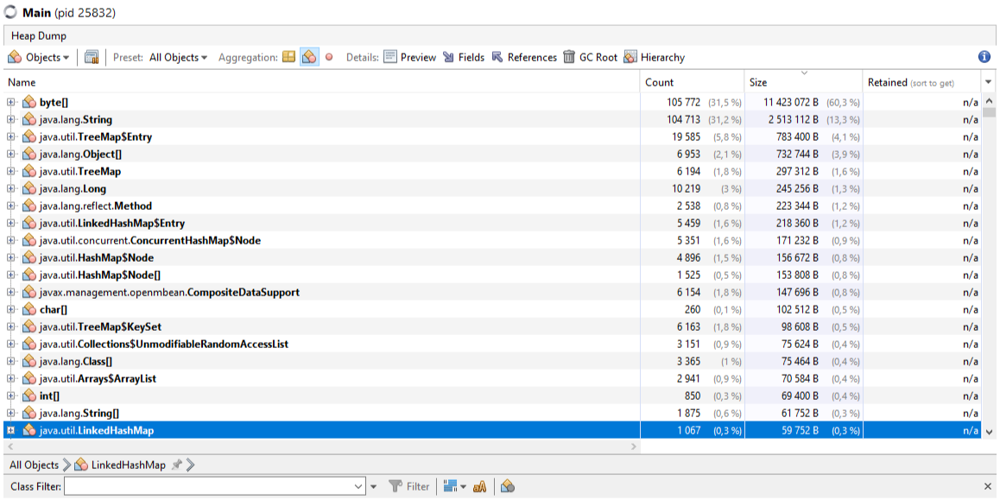 Main (pid 25832)
Heap Dump
Objects Preset: All Objects Aggregation: Details: Preview Fields References GC Root Hierarchy
Name Count Size Retained (sort to get)
byte[] 105 772 (31,5 %) 11 423 072 B (60,3 %) n/a
java.lang.String 104 713 (31,2 %) 2 513 112 B (13,3 %) n/a
java.util.TreeMap$Entry 19 585 (5,8 %) 783 400 B (4,1 %) n/a
java.lang.Object[] 6 953 (2,1 %) 732 744 B (3,9 %) n/a
java.util.TreeMap 6 194 (1,8 %) 297 312 B (1,6 %) n/a
java.lang.Long 10 219 (3 %) 245 256 B (1,3 %) n/a
java.lang.reflect.Method 2 538 (0,8 %) 223 344 B (1,2 %) n/a
java.util.LinkedHashMap$Entry 5 459 (1,6 %) 218 360 B (1,2 %) n/a
java.util.concurrent.ConcurrentHashMap$Node 5 351 (1,6 %) 171 232 B (0,9 %) n/a
java.util.HashMap$Node 4 896 (1,5 %) 156 672 B (0,8 %) n/a
java.util.HashMap$Node[] 1 525 (0,5 %) 153 808 B (0,8 %) n/a
javax.management.openmbean.CompositeDataSupport 6 154 (1,8 %) 147 696 B (0,8 %) n/a
char[] 260 (0,1 %) 102 512 B (0,5 %) n/a
java.util.TreeMap$KeySet 6 163 (1,8 %) 98 608 B (0,5 %) n/a
java.util.Collections$UnmodifiableRandomAccessList 3 151 (0,9 %) 75 624 B (0,4 %) n/a
java.lang.Class[] 3 365 (1 %) 75 464 B (0,4 %) n/a
java.util.Arrays$ArrayList 2 941 (0,9 %) 70 584 B (0,4 %) n/a
int[] 850 (0,3 %) 69 400 B (0,4 %) n/a
java.lang.String[] 1 875 (0,6 %) 61 752 B (0,3 %) n/a
java.util.LinkedHashMap 1 067 (0,3 %) 59 752 B (0,3 %) n/a
All Objects LinkedHashMap
Class Filter: Filter aA